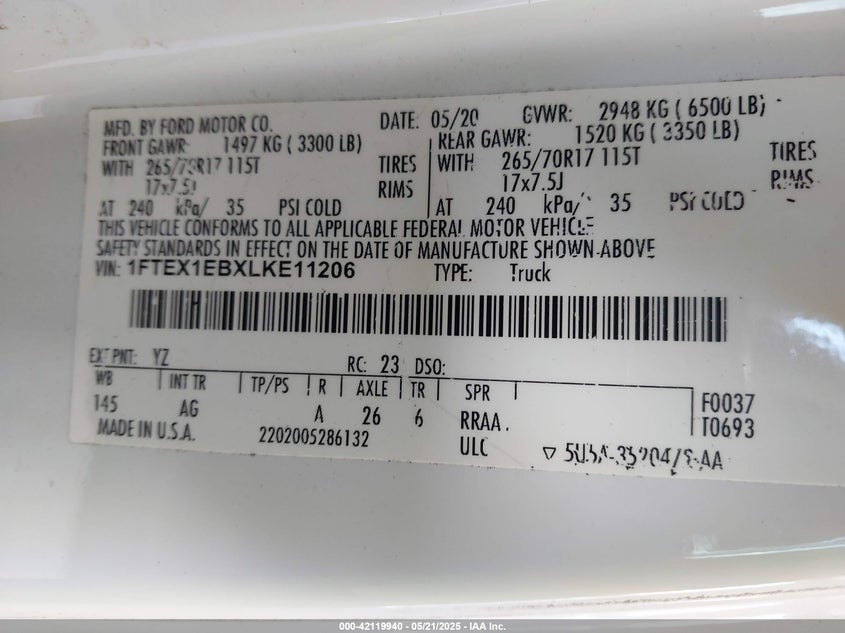 MFD. BY FORD MOTOR CO. DATE: 05/20 GVWR: 2948 KG ( 6500 LB)
FRONT GAWR: 1497 KG ( 3300 LB) REAR GAWR: 1520 KG ( 3350 LB)
WITH 265/70R17 115T TIRES WITH 265/70R17 115T TIRES
17x7.5J RIMS 17x7.5J RIMS
AT 240 kPa/ 35 PSI COLD AT 240 kPa/ 35 PSI COLD
THIS VEHICLE CONFORMS TO ALL APPLICABLE FEDERAL MOTOR VEHICLE
SAFETY STANDARDS IN EFFECT ON THE DATE OF MANUFACTURE SHOWN ABOVE
VIN: 1FTEX1EBXLKE11206 TYPE: Truck
EXT PNT: YZ RC: 23 DSO:
WB INT TR TP/PS R AXLE TR SPR
145 AG A 26 6 RRAA
F0037
T0693
MADE IN U.S.A. 2202005286132 ULC
000-42119940 - 05/21/2025 - IAA Inc.